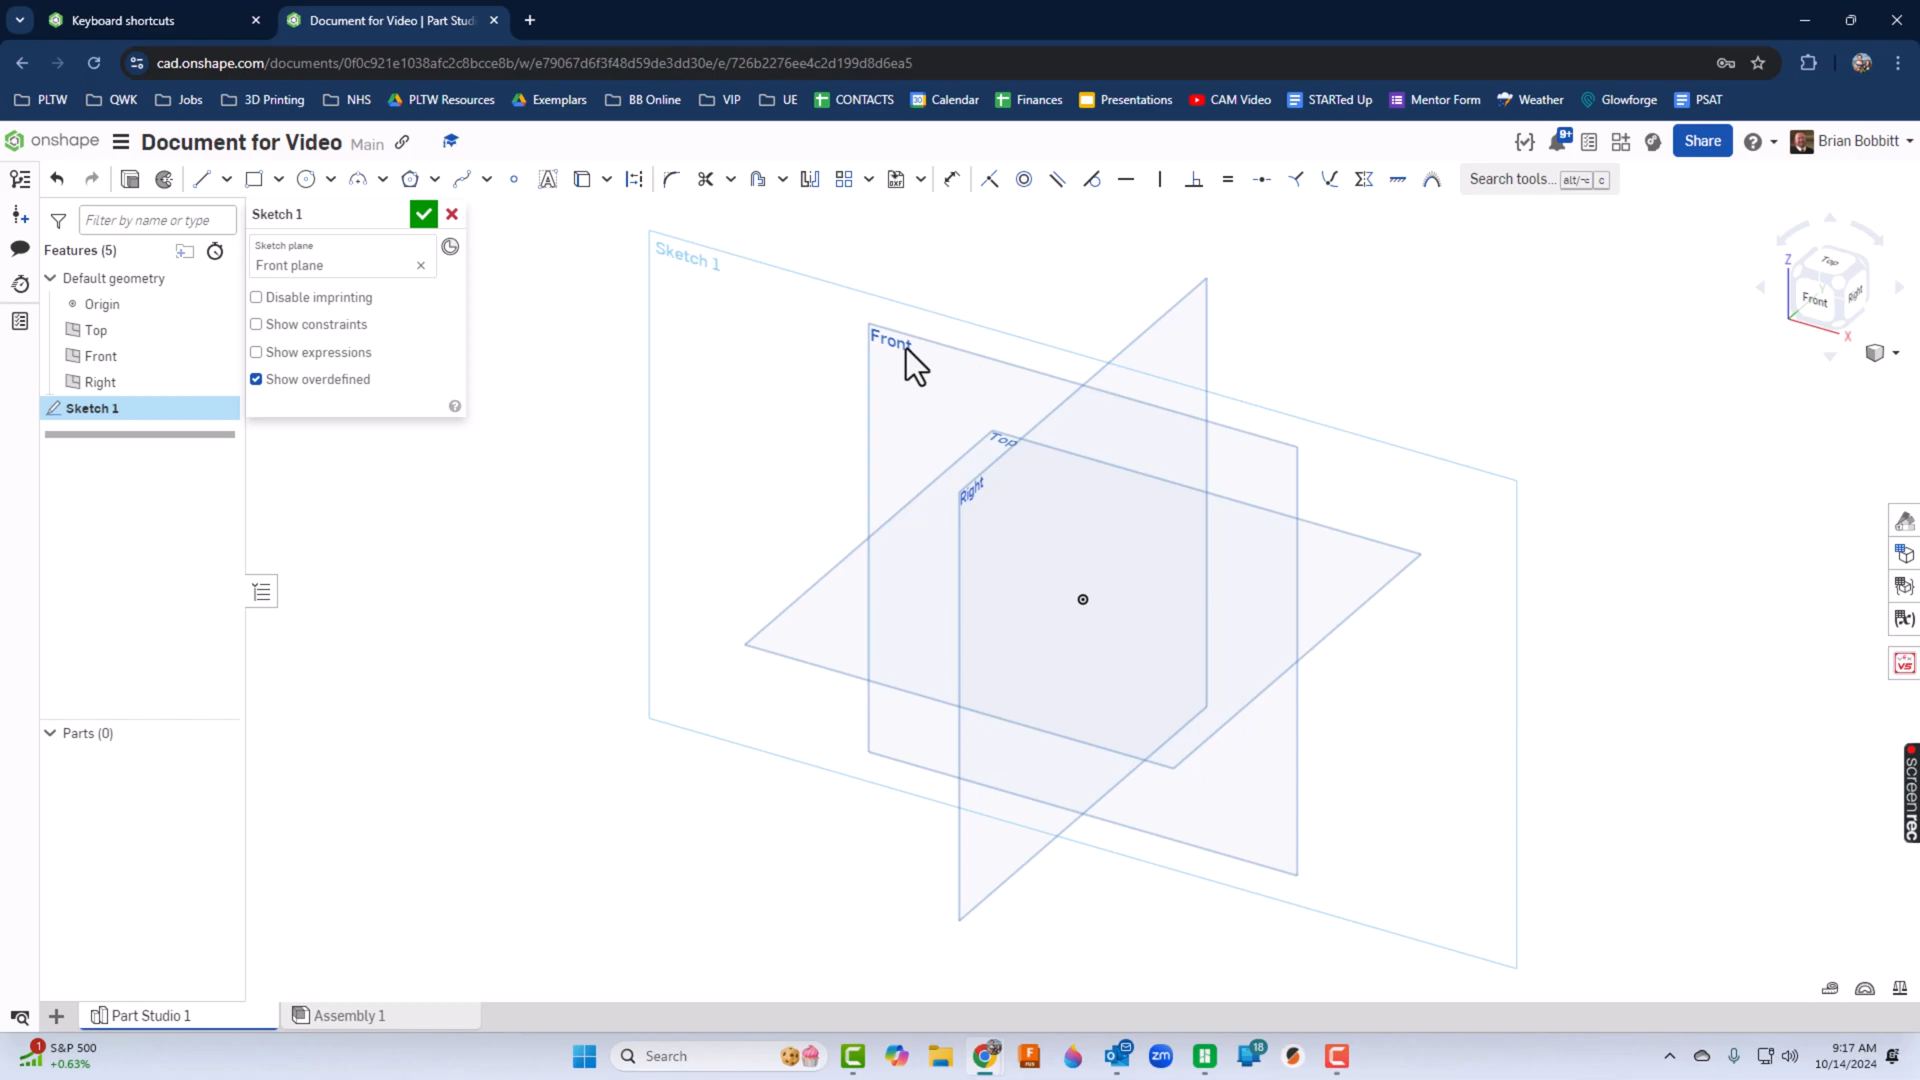 Keyboard shortcuts
Document for Video | Part Stud
cad.onshape.com/documents/0f0c921e1038afc2c8bcce8b/w/e79067d6f3f48d59de3dd30e/e/726b2276ee4c2d199d8d6ea5
PLTW QWK Jobs 3D Printing NHS PLTW Resources Exemplars BB Online VIP UE CONTACTS Calendar Finances Presentations CAM Video STARTed Up Mentor Form Weather Glowforge PSAT
onshape Document for Video Main 9+ Share Brian Bobbitt
Search tools... alt/⌥ c
Filter by name or type
Features (5)
Default geometry
Origin
Top
Front
Right
Sketch 1
Parts (0)
Sketch 1
Sketch plane
Front plane
Disable imprinting
Show constraints
Show expressions
Show overdefined
Sketch 1
Front
Top
Right
Top
Front
Right
Z
Y
X
screenrec
Part Studio 1
Assembly 1
1
S&P 500
+0.63%
Search
zm
18
9:17 AM
10/14/2024